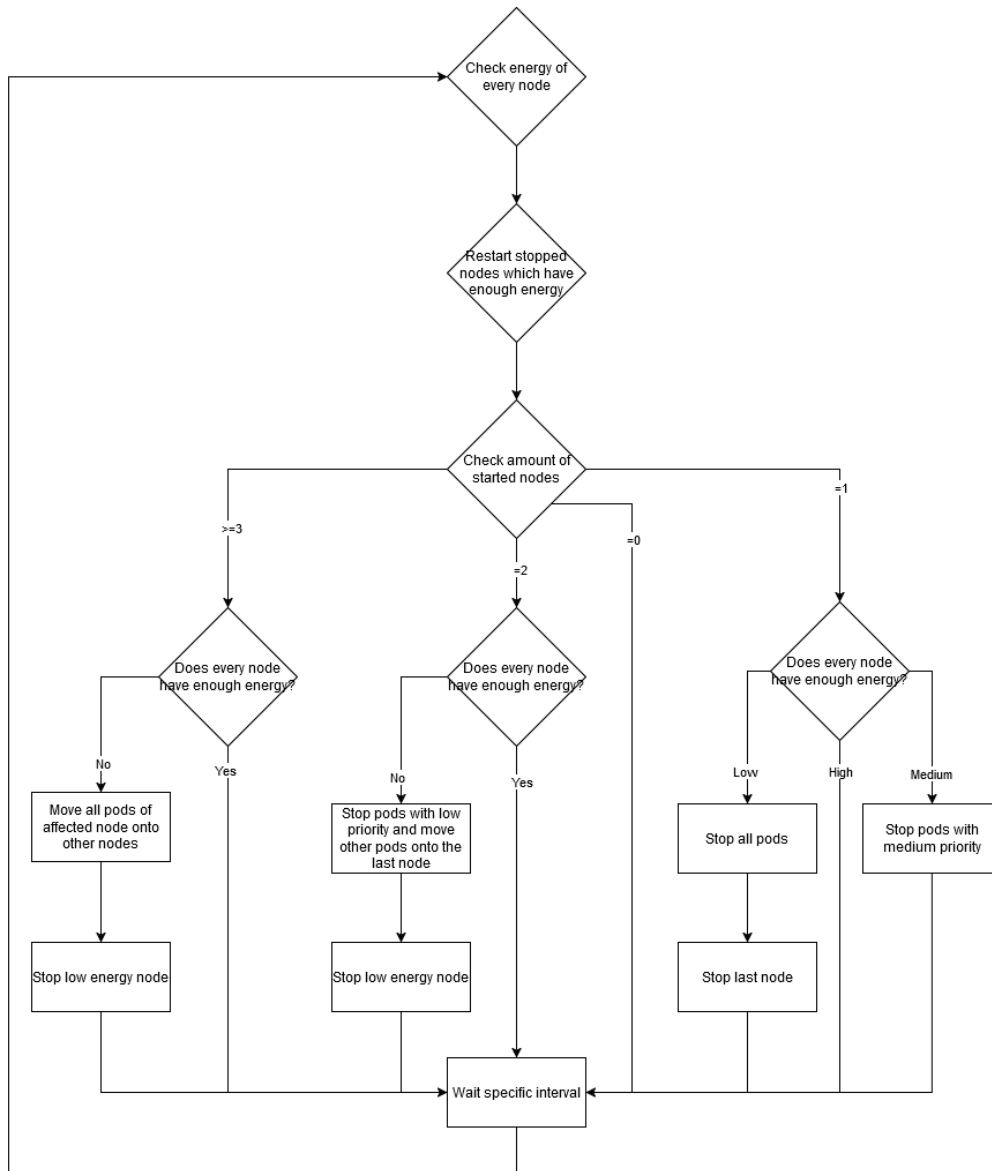 Check energy of
every node
Restart stopped
nodes which have
enough energy
Check amount of
started nodes
=1
>=3
=0
=2
Does every node
have enough energy?
Does every node
have enough energy?
Does every node
have enough energy?
No
Yes
No
Yes
Low
High
Medium
Move all pods of
affected node onto
other nodes
Stop pods with low
priority and move
other pods onto the
last node
Stop all pods
Stop pods with
medium priority
Stop low energy node
Stop low energy node
Stop last node
Wait specific interval